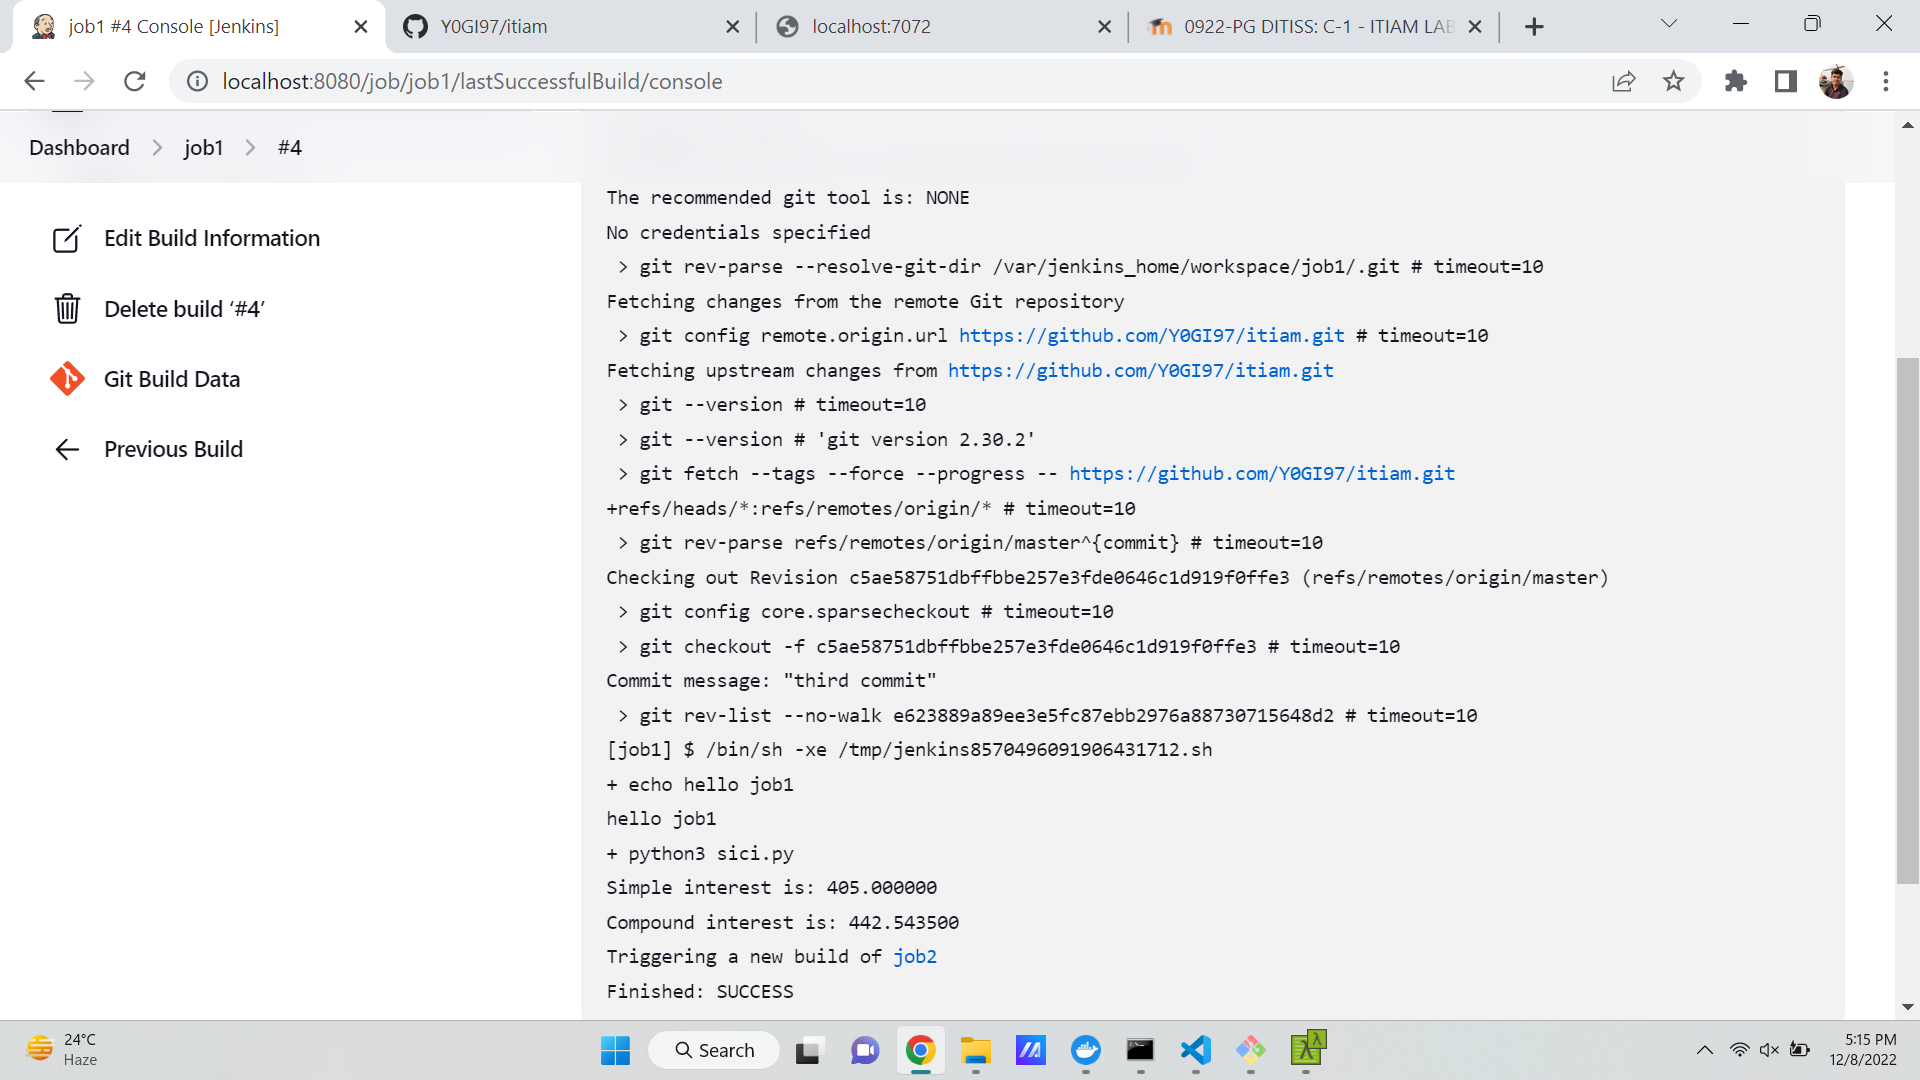 job1 #4 Console [Jenkins]
Y0GI97/itiam
localhost:7072
0922-PG DITISS: C-1 - ITIAM LAB
localhost:8080/job/job1/lastSuccessfulBuild/console
Dashboard
job1
#4
Edit Build Information
Delete build ‘#4’
Git Build Data
Previous Build
The recommended git tool is: NONE
No credentials specified
> git rev-parse --resolve-git-dir /var/jenkins_home/workspace/job1/.git # timeout=10
Fetching changes from the remote Git repository
> git config remote.origin.url https://github.com/Y0GI97/itiam.git # timeout=10
Fetching upstream changes from https://github.com/Y0GI97/itiam.git
> git --version # timeout=10
> git --version # 'git version 2.30.2'
> git fetch --tags --force --progress -- https://github.com/Y0GI97/itiam.git
+refs/heads/*:refs/remotes/origin/* # timeout=10
> git rev-parse refs/remotes/origin/master^{commit} # timeout=10
Checking out Revision c5ae58751dbffbbe257e3fde0646c1d919f0ffe3 (refs/remotes/origin/master)
> git config core.sparsecheckout # timeout=10
> git checkout -f c5ae58751dbffbbe257e3fde0646c1d919f0ffe3 # timeout=10
Commit message: "third commit"
> git rev-list --no-walk e623889a89ee3e5fc87ebb2976a88730715648d2 # timeout=10
[job1] $ /bin/sh -xe /tmp/jenkins8570496091906431712.sh
+ echo hello job1
hello job1
+ python3 sici.py
Simple interest is: 405.000000
Compound interest is: 442.543500
Triggering a new build of job2
Finished: SUCCESS
24°C
Haze
Search
5:15 PM
12/8/2022